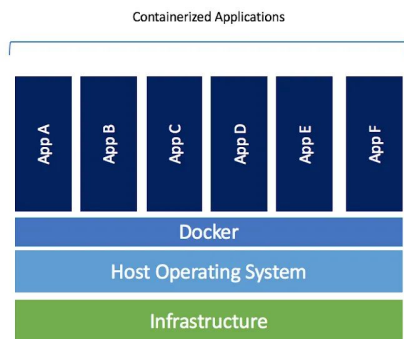 Containerized Applications
App A
App B
App C
App D
App E
App F
Docker
Host Operating System
Infrastructure